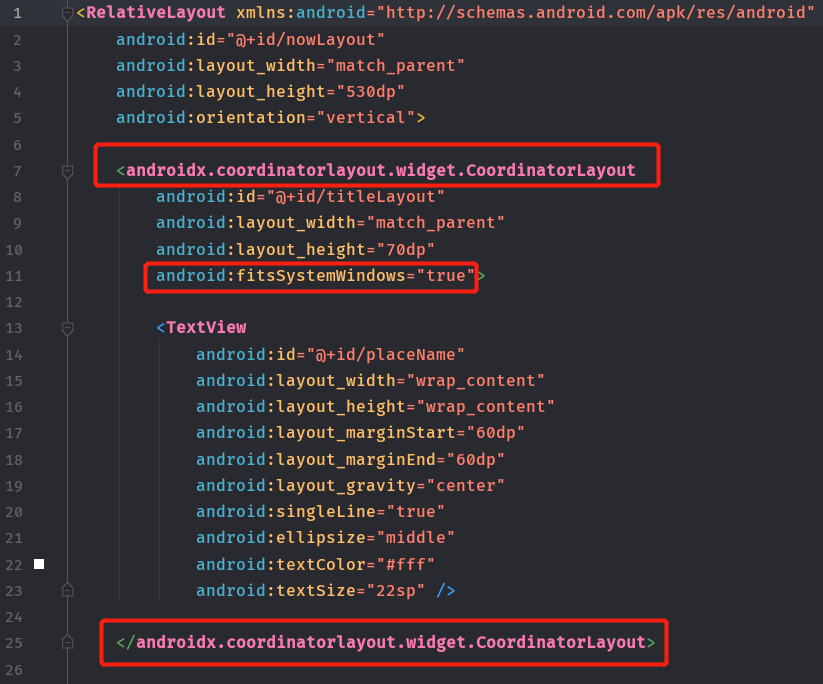 1 <RelativeLayout xmlns:android="http://schemas.android.com/apk/res/android"
2 android:id="@+id/nowLayout"
3 android:layout_width="match_parent"
4 android:layout_height="530dp"
5 android:orientation="vertical">
6
7 <androidx.coordinatorlayout.widget.CoordinatorLayout
8 android:id="@+id/titleLayout"
9 android:layout_width="match_parent"
10 android:layout_height="70dp"
11 android:fitsSystemWindows="true">
12
13 <TextView
14 android:id="@+id/placeName"
15 android:layout_width="wrap_content"
16 android:layout_height="wrap_content"
17 android:layout_marginStart="60dp"
18 android:layout_marginEnd="60dp"
19 android:layout_gravity="center"
20 android:singleLine="true"
21 android:ellipsize="middle"
22 android:textColor="#fff"
23 android:textSize="22sp" />
24
25 </androidx.coordinatorlayout.widget.CoordinatorLayout>
26